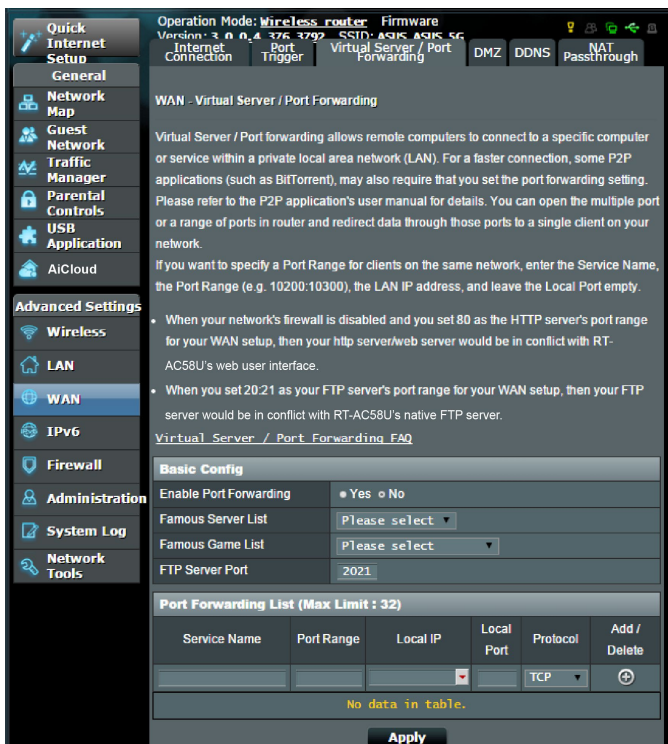 Quick
Internet
Setup
General
Network
Map
Guest
Network
Traffic
Manager
Parental
Controls
USB
Application
AiCloud
Advanced Settings
Wireless
LAN
WAN
IPv6
Firewall
Administration
System Log
Network
Tools
Operation Mode: Wireless router Firmware
Version: 3.0.0.4.376.3792 SSID: ASUS ASUS_5G
Internet
Connection
Port
Trigger
Virtual Server / Port
Forwarding
DMZ
DDNS
NAT
Passthrough
WAN - Virtual Server / Port Forwarding
Virtual Server / Port forwarding allows remote computers to connect to a specific computer
or service within a private local area network (LAN). For a faster connection, some P2P
applications (such as BitTorrent), may also require that you set the port forwarding setting.
Please refer to the P2P application's user manual for details. You can open the multiple port
or a range of ports in router and redirect data through those ports to a single client on your
network.
If you want to specify a Port Range for clients on the same network, enter the Service Name,
the Port Range (e.g. 10200:10300), the LAN IP address, and leave the Local Port empty.
• When your network's firewall is disabled and you set 80 as the HTTP server's port range
for your WAN setup, then your http server/web server would be in conflict with RT-
AC58U's web user interface.
• When you set 20:21 as your FTP server's port range for your WAN setup, then your FTP
server would be in conflict with RT-AC58U's native FTP server.
Virtual Server / Port Forwarding FAQ
Basic Config
Enable Port Forwarding Yes No
Famous Server List Please select
Famous Game List Please select
FTP Server Port 2021
Port Forwarding List (Max Limit : 32)
Service Name Port Range Local IP Local Port Protocol Add / Delete
TCP
No data in table.
Apply